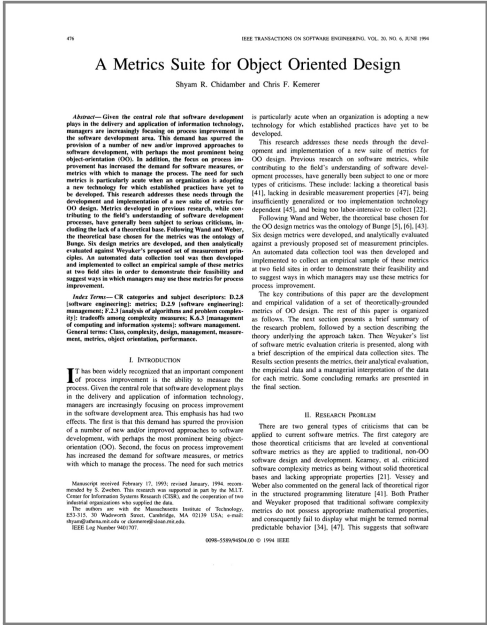 476
IEEE TRANSACTIONS ON SOFTWARE ENGINEERING, VOL. 20, NO. 6, JUNE 1994
A Metrics Suite for Object Oriented Design
Shyam R. Chidamber and Chris F. Kemerer
Abstract—Given the central role that software development
plays in the delivery and application of information technology,
managers are increasingly focusing on process improvement in
the software development area. This demand has spurred the
provision of a number of new and/or improved approaches to
software development, with perhaps the most prominent being
object-orientation (OO). In addition, the focus on process im-
provement has increased the demand for software measures, or
metrics with which to manage the process. The need for such
metrics is particularly acute when an organization is adopting
a new technology for which established practices have yet to
be developed. This research addresses these needs through the
development and implementation of a new suite of metrics for
OO design. Metrics developed in previous research, while con-
tributing to the field's understanding of software development
processes, have generally been subject to serious criticisms, in-
cluding the lack of a theoretical base. Following Wand and Weber,
the theoretical base chosen for the metrics was the ontology of
Bunge. Six design metrics are developed, and then analytically
evaluated against Weyuker's proposed set of measurement prin-
ciples. An automated data collection tool was then developed
and implemented to collect an empirical sample of these metrics
at two field sites in order to demonstrate their feasibility and
suggest ways in which managers may use these metrics for process
improvement.
Index Terms— CR categories and subject descriptors: D.2.8
[software engineering]: metrics; D.2.9 [software engineering]:
management; F.2.3 [analysis of algorithms and problem complex-
ity]: tradeoffs among complexity measures; K.6.3 [management
of computing and information systems]: software management.
General terms: Class, complexity, design, management, measure-
ment, metrics, object orientation, performance.
I. INTRODUCTION
IT has been widely recognized that an important component
of process improvement is the ability to measure the
process. Given the central role that software development plays
in the delivery and application of information technology,
managers are increasingly focusing on process improvement
in the software development area. This emphasis has had two
effects. The first is that this demand has spurred the provision
of a number of new and/or improved approaches to software
development, with perhaps the most prominent being object-
orientation (OO). Second, the focus on process improvement
has increased the demand for software measures, or metrics
with which to manage the process. The need for such metrics
Manuscript received February 17, 1993; revised January, 1994. recom-
mended by S. Zweben. This research was supported in part by the M.I.T.
Center for Information Systems Research (CISR), and the cooperation of two
industrial organizations who supplied the data.
The authors are with the Massachusetts Institute of Technology,
E53-315, 30 Wadsworth Street, Cambridge, MA 02139 USA; e-mail:
shyam@athena.mit.edu or ckemerer@sloan.mit.edu.
IEEE Log Number 9401707.
is particularly acute when an organization is adopting a new
technology for which established practices have yet to be
developed.
This research addresses these needs through the devel-
opment and implementation of a new suite of metrics for
OO design. Previous research on software metrics, while
contributing to the field's understanding of software devel-
opment processes, have generally been subject to one or more
types of criticisms. These include: lacking a theoretical basis
[41], lacking in desirable measurement properties [47], being
insufficiently generalized or too implementation technology
dependent [45], and being too labor-intensive to collect [22].
Following Wand and Weber, the theoretical base chosen for
the OO design metrics was the ontology of Bunge [5], [6], [43].
Six design metrics were developed, and analytically evaluated
against a previously proposed set of measurement principles.
An automated data collection tool was then developed and
implemented to collect an empirical sample of these metrics
at two field sites in order to demonstrate their feasibility and
to suggest ways in which managers may use these metrics for
process improvement.
The key contributions of this paper are the development
and empirical validation of a set of theoretically-grounded
metrics of OO design. The rest of this paper is organized
as follows. The next section presents a brief summary of
the research problem, followed by a section describing the
theory underlying the approach taken. Then Weyuker's list
of software metric evaluation criteria is presented, along with
a brief description of the empirical data collection sites. The
Results section presents the metrics, their analytical evaluation,
the empirical data and a managerial interpretation of the data
for each metric. Some concluding remarks are presented in
the final section.
II. RESEARCH PROBLEM
There are two general types of criticisms that can be
applied to current software metrics. The first category are
those theoretical criticisms that are leveled at conventional
software metrics as they are applied to traditional, non-OO
software design and development. Kearney, et al. criticized
software complexity metrics as being without solid theoretical
bases and lacking appropriate properties [21]. Vessey and
Weber also commented on the general lack of theoretical rigor
in the structured programming literature [41]. Both Prather
and Weyuker proposed that traditional software complexity
metrics do not possess appropriate mathematical properties,
and consequently fail to display what might be termed normal
predictable behavior [34], [47]. This suggests that software
0098-5589/94$04.00 © 1994 IEEE